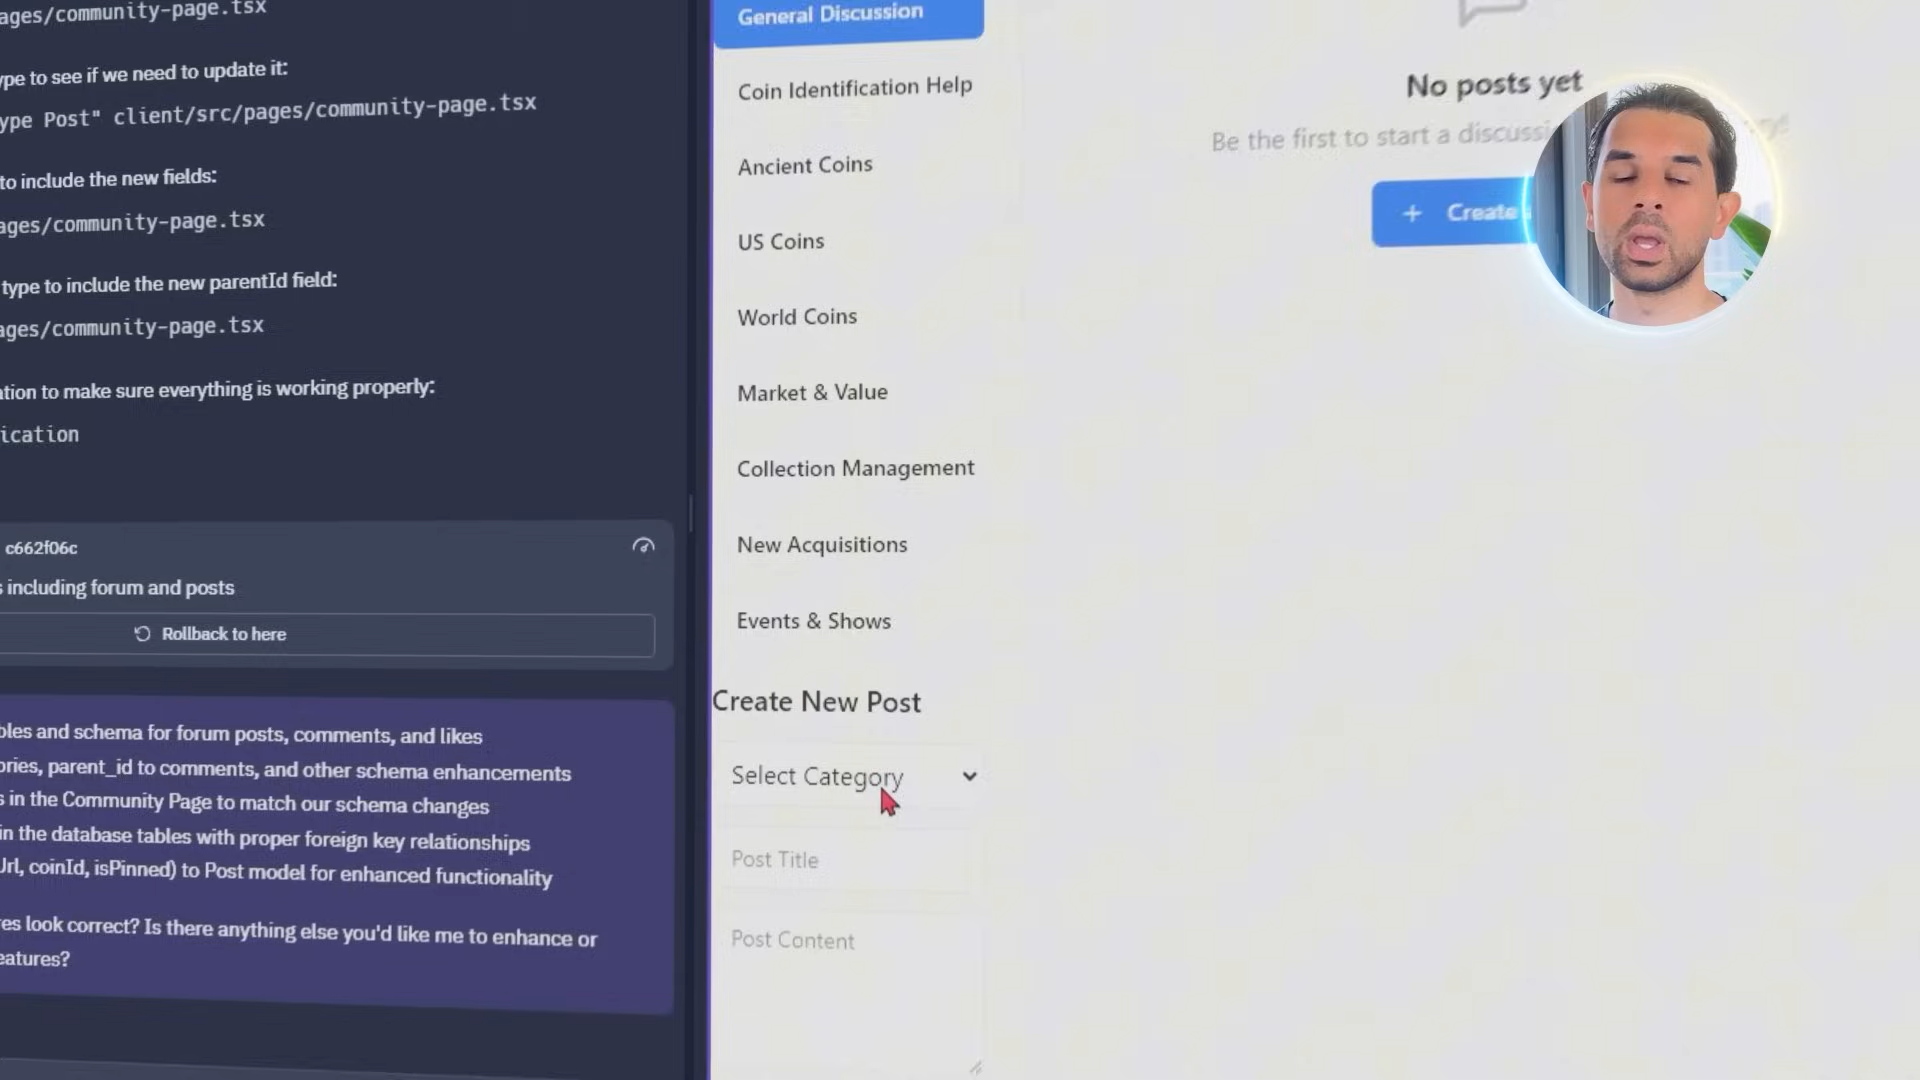 ages/community-page.tsx
ype to see if we need to update it:
ype Post" client/src/pages/community-page.tsx
to include the new fields:
ages/community-page.tsx
type to include the new parentId field:
ages/community-page.tsx
ation to make sure everything is working properly:
ication
c662f06c
s including forum and posts
Rollback to here
bles and schema for forum posts, comments, and likes
ories, parent_id to comments, and other schema enhancements
s in the Community Page to match our schema changes
in the database tables with proper foreign key relationships
Url, coinId, isPinned) to Post model for enhanced functionality
es look correct? Is there anything else you'd like me to enhance or
eatures?
General Discussion
Coin Identification Help
Ancient Coins
US Coins
World Coins
Market & Value
Collection Management
New Acquisitions
Events & Shows
Create New Post
Select Category
Post Title
Post Content
No posts yet
Be the first to start a discussi
+ Create